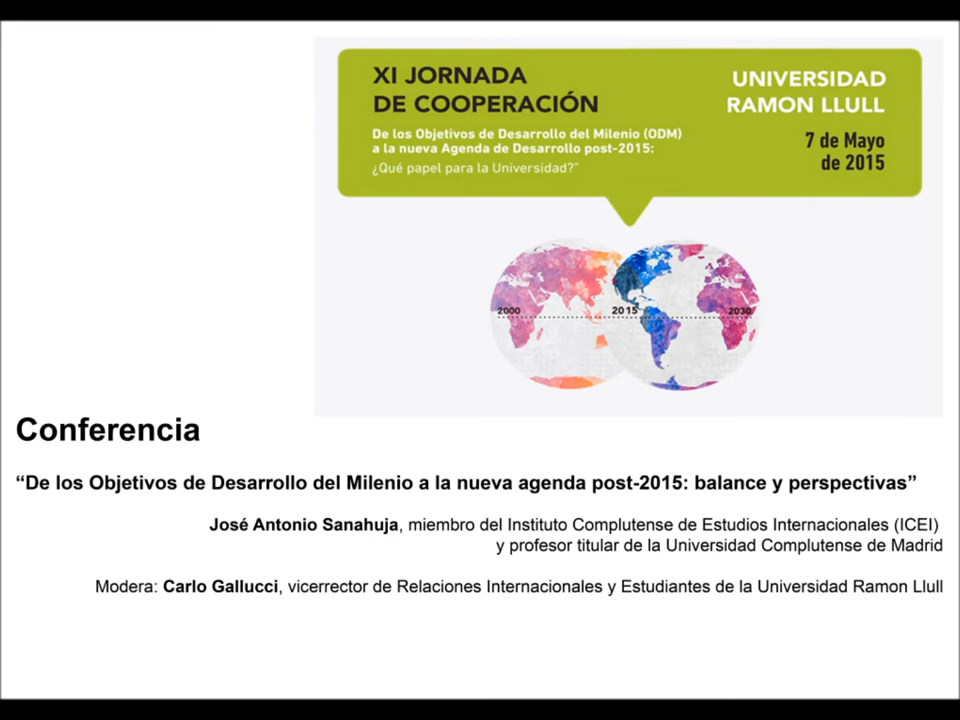 XI JORNADA
DE COOPERACIÓN
De los Objetivos de Desarrollo del Milenio (ODM)
a la nueva Agenda de Desarrollo post-2015:
¿Qué papel para la Universidad?"
UNIVERSIDAD
RAMON LLULL
7 de Mayo
de 2015
2000 2015 2030
Conferencia
“De los Objetivos de Desarrollo del Milenio a la nueva agenda post-2015: balance y perspectivas”
José Antonio Sanahuja, miembro del Instituto Complutense de Estudios Internacionales (ICEI)
y profesor titular de la Universidad Complutense de Madrid
Modera: Carlo Gallucci, vicerrector de Relaciones Internacionales y Estudiantes de la Universidad Ramon Llull